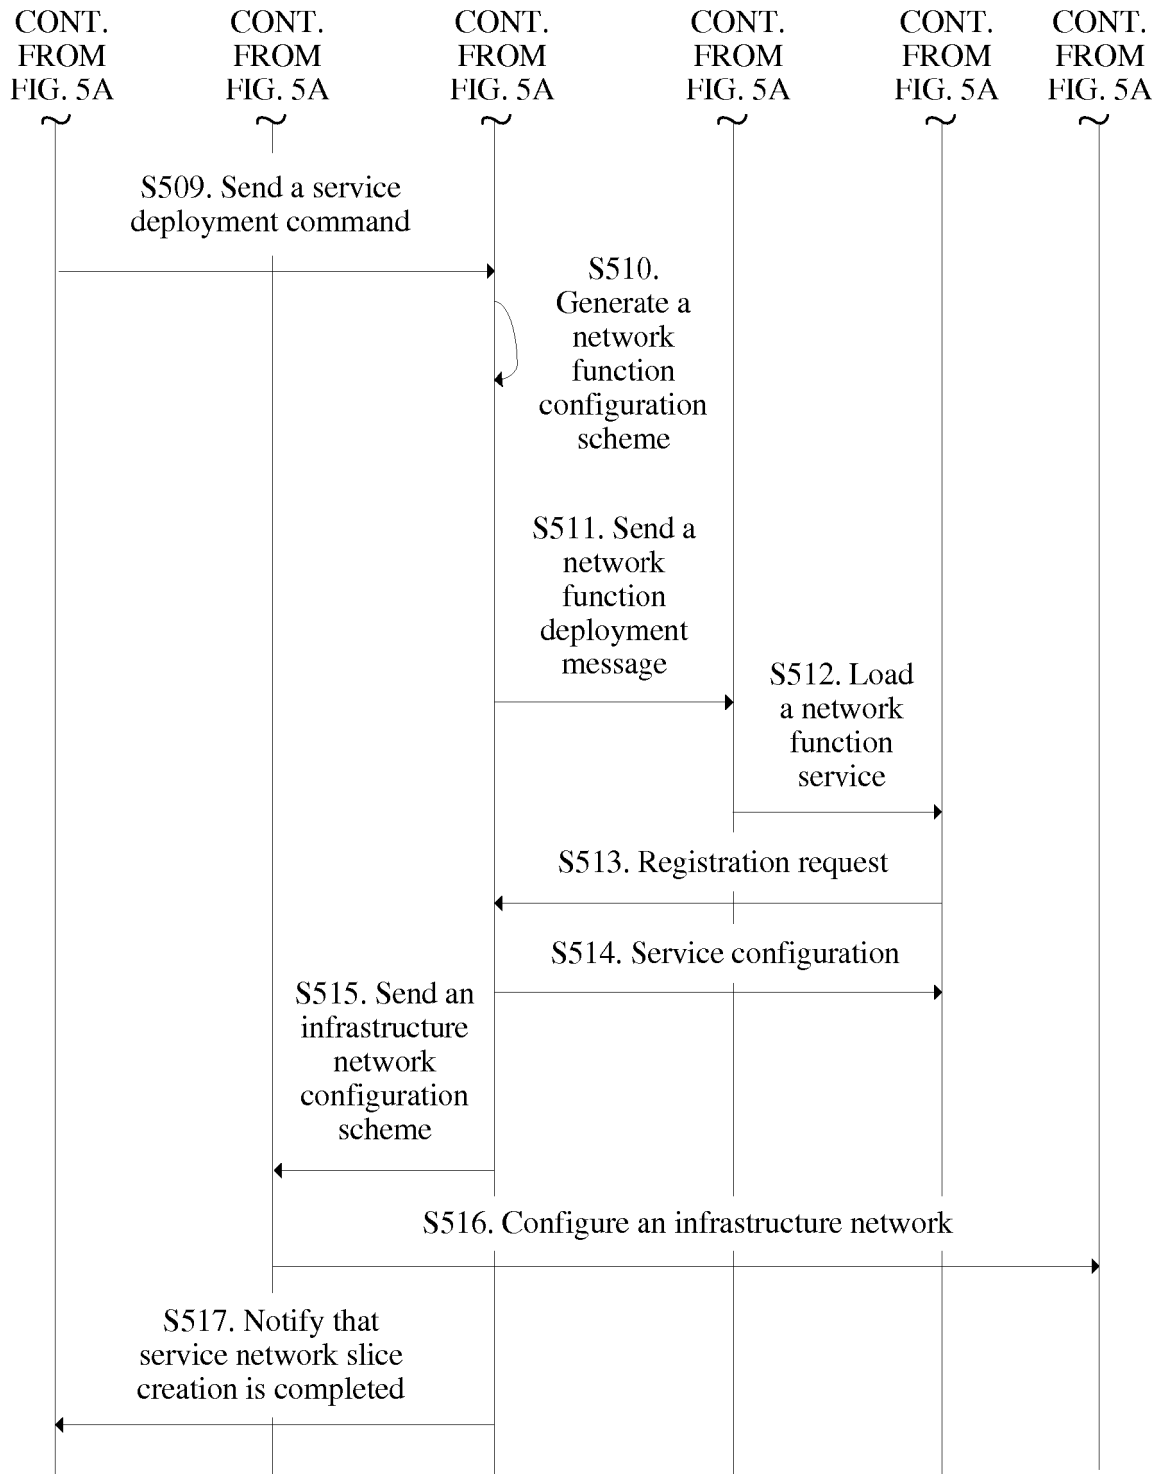 CONT.
FROM
FIG. 5A
CONT.
FROM
FIG. 5A
CONT.
FROM
FIG. 5A
CONT.
FROM
FIG. 5A
CONT.
FROM
FIG. 5A
CONT.
FROM
FIG. 5A
S509. Send a service
deployment command
S510.
Generate a
network
function
configuration
scheme
S511. Send a
network
function
deployment
message
S512. Load
a network
function
service
S513. Registration request
S514. Service configuration
S515. Send an
infrastructure
network
configuration
scheme
S516. Configure an infrastructure network
S517. Notify that
service network slice
creation is completed